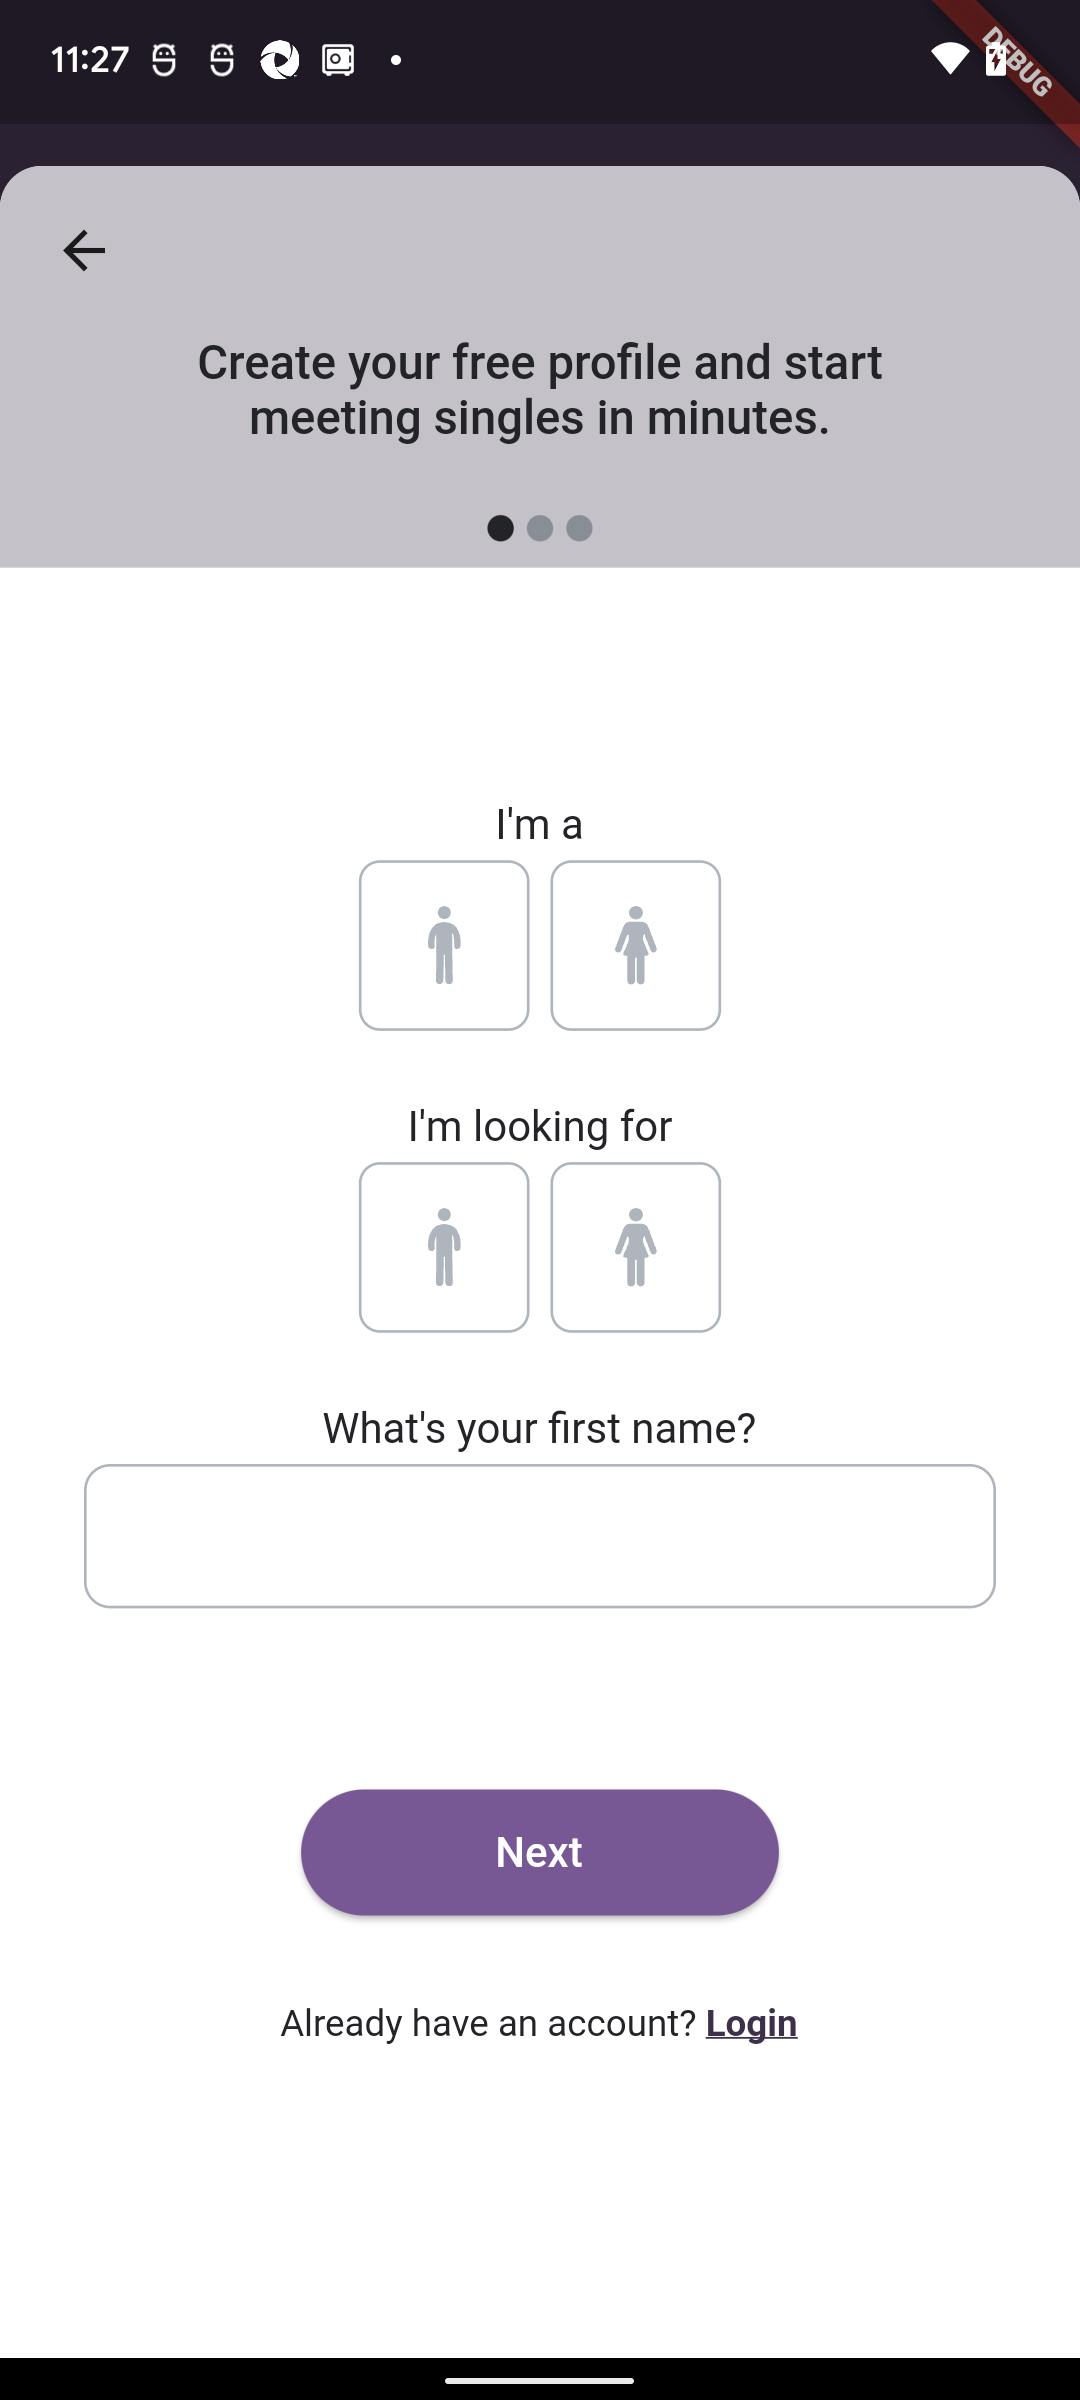 11:27
DEBUG
Create your free profile and start
meeting singles in minutes.
I'm a
I'm looking for
What's your first name?
Next
Already have an account? Login